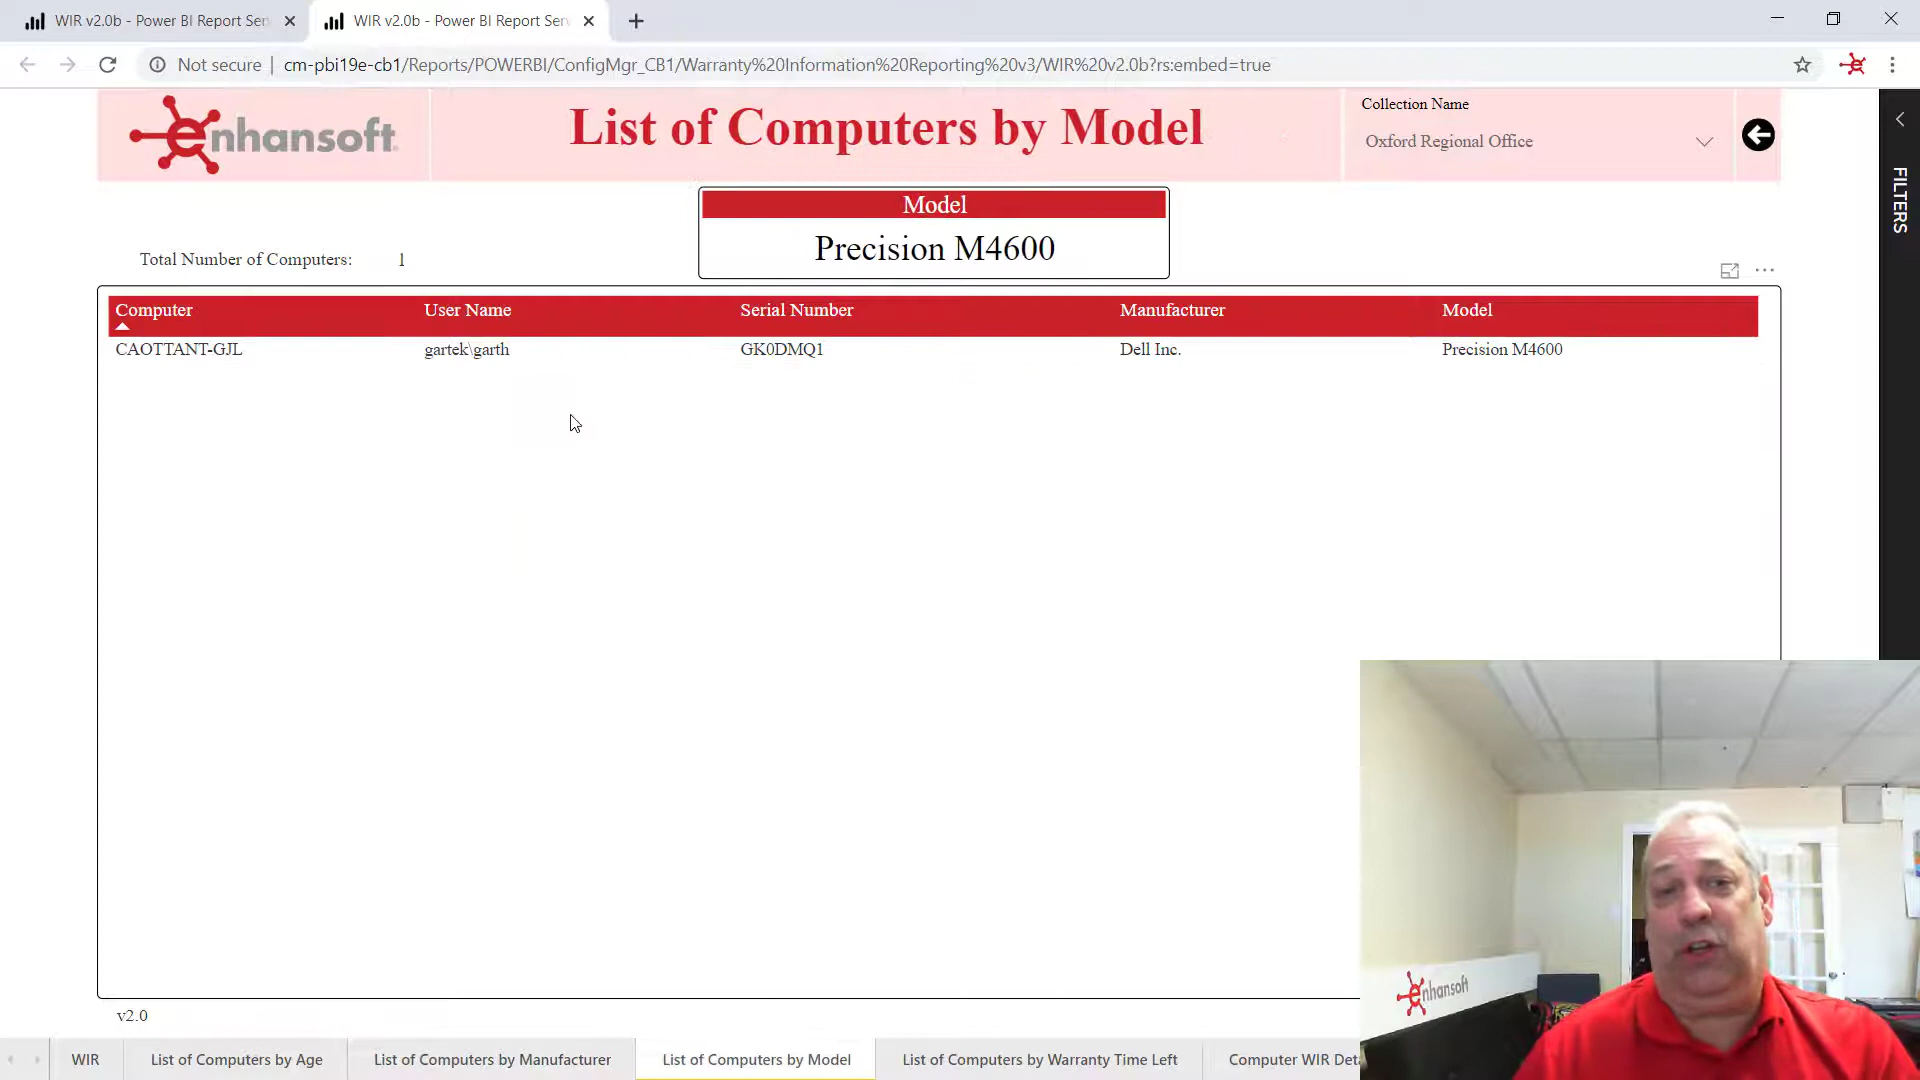 WIR v2.0b - Power BI Report Ser
WIR v2.0b - Power BI Report Ser
Not secure | cm-pbi19e-cb1/Reports/POWERBI/ConfigMgr_CB1/Warranty%20Information%20Reporting%20v3/WIR%20v2.0b?rs:embed=true
enhansoft
List of Computers by Model
Collection Name
Oxford Regional Office
FILTERS
Model
Precision M4600
Total Number of Computers: 1
Computer User Name Serial Number Manufacturer Model
CAOTTANT-GJL gartek\garth GK0DMQ1 Dell Inc. Precision M4600
enhansoft
v2.0
WIR List of Computers by Age List of Computers by Manufacturer List of Computers by Model List of Computers by Warranty Time Left Computer WIR Deta